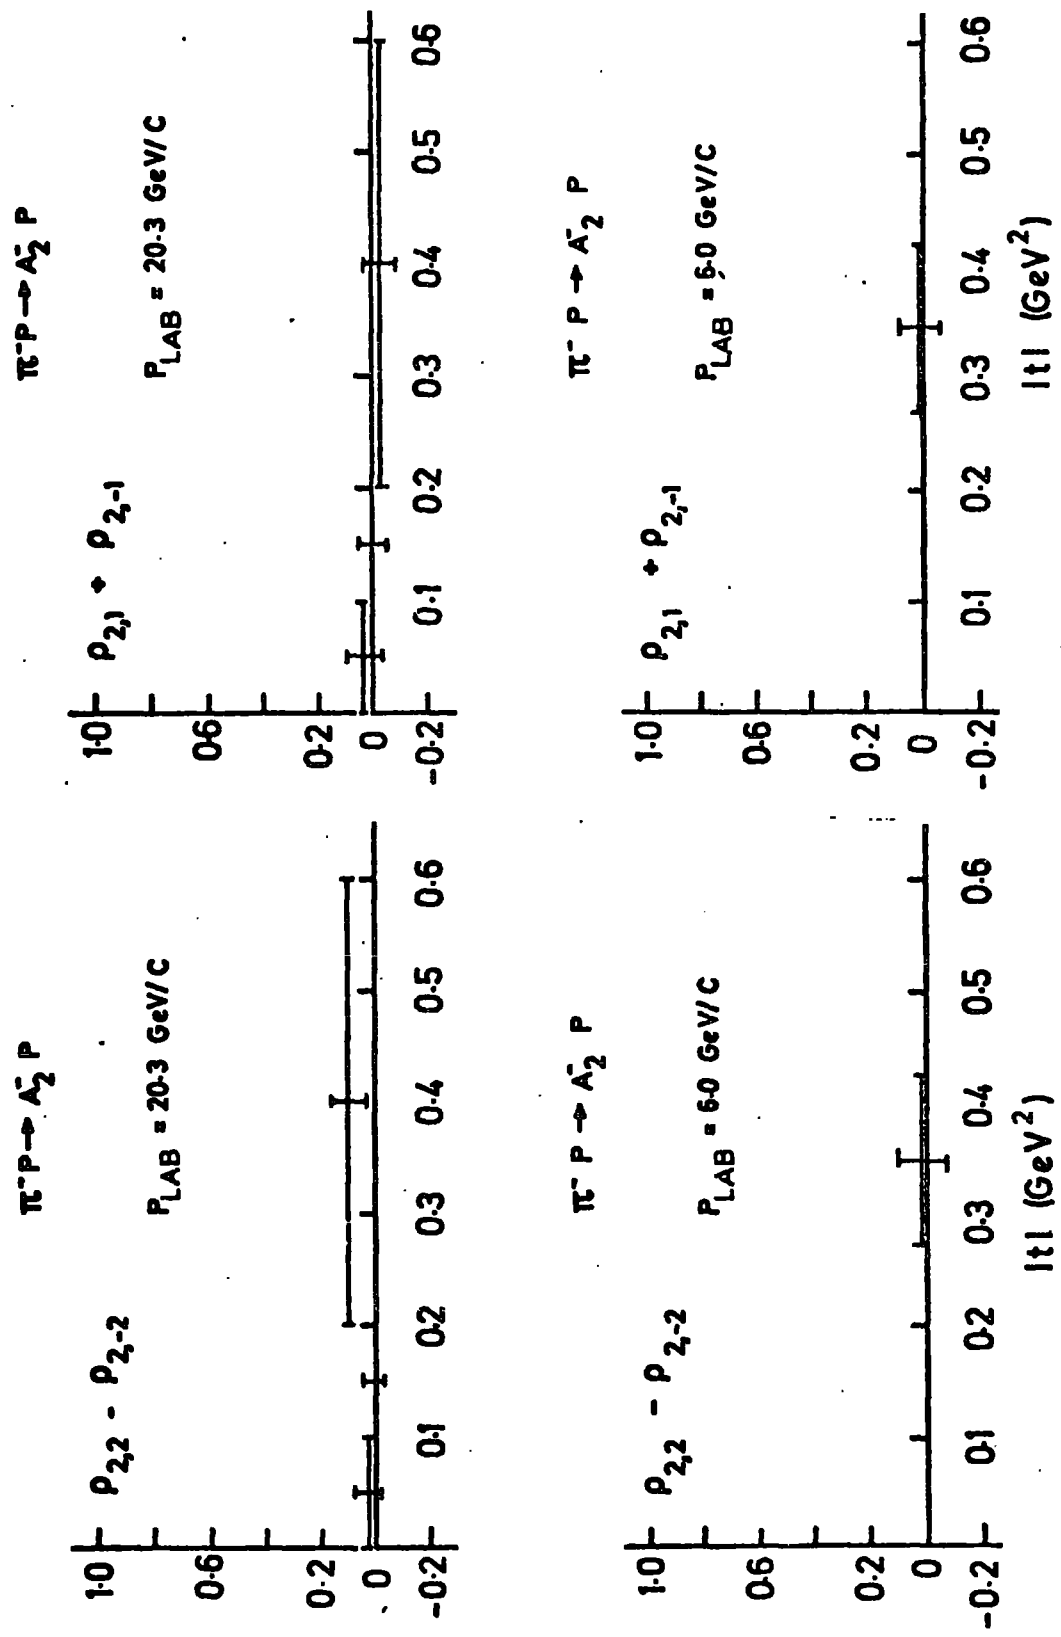 π⁻P → A₂⁻ P
P_LAB = 20·3 GeV/C
ρ₂,₂ - ρ₂,-₂
1·0
0·6
0·2
0
-0·2
0·1 0·2 0·3 0·4 0·5 0·6
π⁻P → A₂⁻ P
P_LAB = 20·3 GeV/C
ρ₂,₁ + ρ₂,-₁
1·0
0·6
0·2
0
-0·2
0·1 0·2 0·3 0·4 0·5 0·6
π⁻ P → A₂⁻ P
P_LAB = 6·0 GeV/C
ρ₂,₂ - ρ₂,-₂
1·0
0·6
0·2
0
-0·2
0·1 0·2 0·3 0·4 0·5 0·6
|t| (GeV²)
π⁻ P → A₂⁻ P
P_LAB = 6·0 GeV/C
ρ₂,₁ + ρ₂,-₁
1·0
0·6
0·2
0
-0·2
0·1 0·2 0·3 0·4 0·5 0·6
|t| (GeV²)